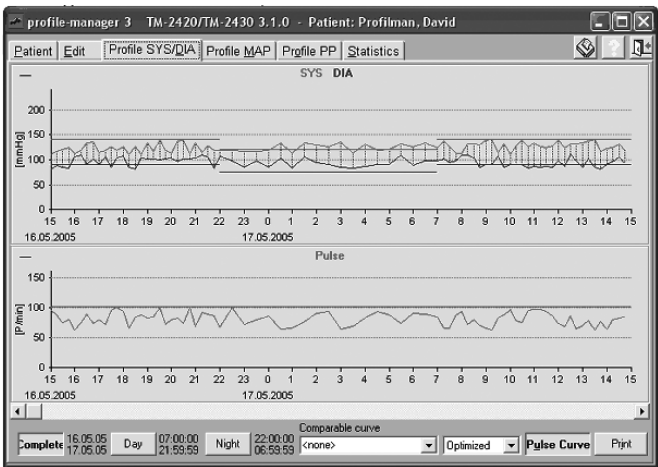 profile-manager 3 TM-2420/TM-2430 3.1.0 - Patient: Profilman, David
Patient Edit Profile SYS/DIA Profile MAP Profile PP Statistics
SYS DIA
[mmHg]
200
150
100
50
0
15 16 17 18 19 20 21 22 23 0 1 2 3 4 5 6 7 8 9 10 11 12 13 14 15
16.05.2005 17.05.2005
Pulse
[P/min]
150
100
50
0
15 16 17 18 19 20 21 22 23 0 1 2 3 4 5 6 7 8 9 10 11 12 13 14 15
16.05.2005 17.05.2005
Comparable curve
Complete 16.05.05 Day 07:00:00 Night 22:00:00 <none> Optimized Pulse Curve Print
17.05.05 21:59:59 06:59:59